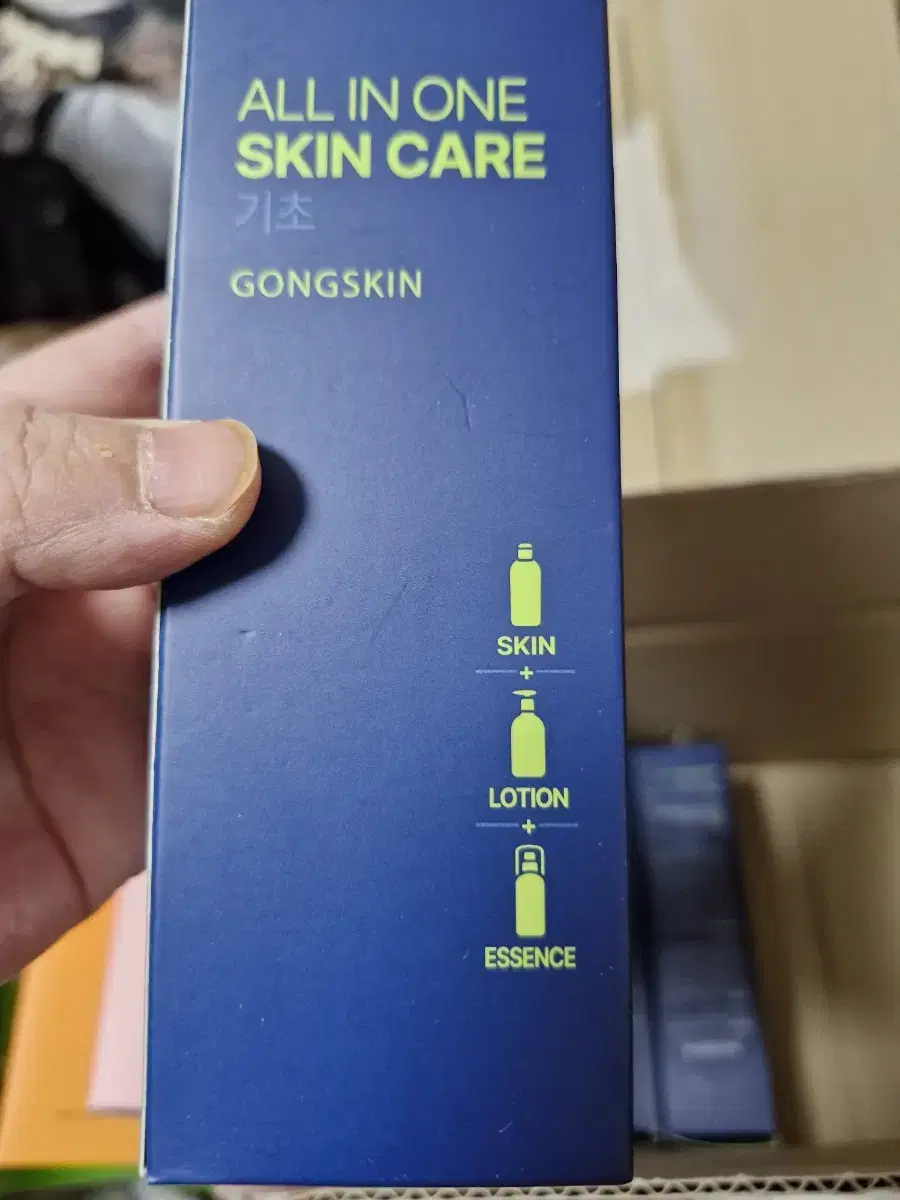 ALL IN ONE
SKIN CARE
기초
GONGSKIN
SKIN
+
LOTION
+
ESSENCE